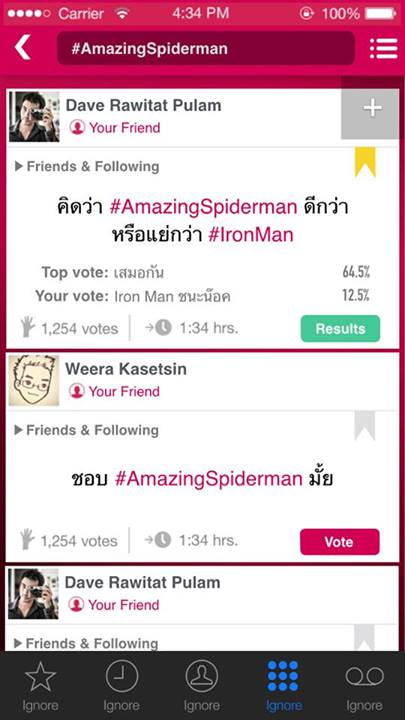 Carrier 4:34 PM 100%
#AmazingSpiderman
Dave Rawitat Pulam
Your Friend
Friends & Following
คิดว่า #AmazingSpiderman ดีกว่า
หรือแย่กว่า #IronMan
Top vote: เสมอกัน 64.5%
Your vote: Iron Man ชนะน๊อค 12.5%
1,254 votes 1:34 hrs. Results
Weera Kasetsin
Your Friend
Friends & Following
ชอบ #AmazingSpiderman มั้ย
1,254 votes 1:34 hrs. Vote
Dave Rawitat Pulam
Your Friend
Friends & Following
Ignore Ignore Ignore Ignore Ignore